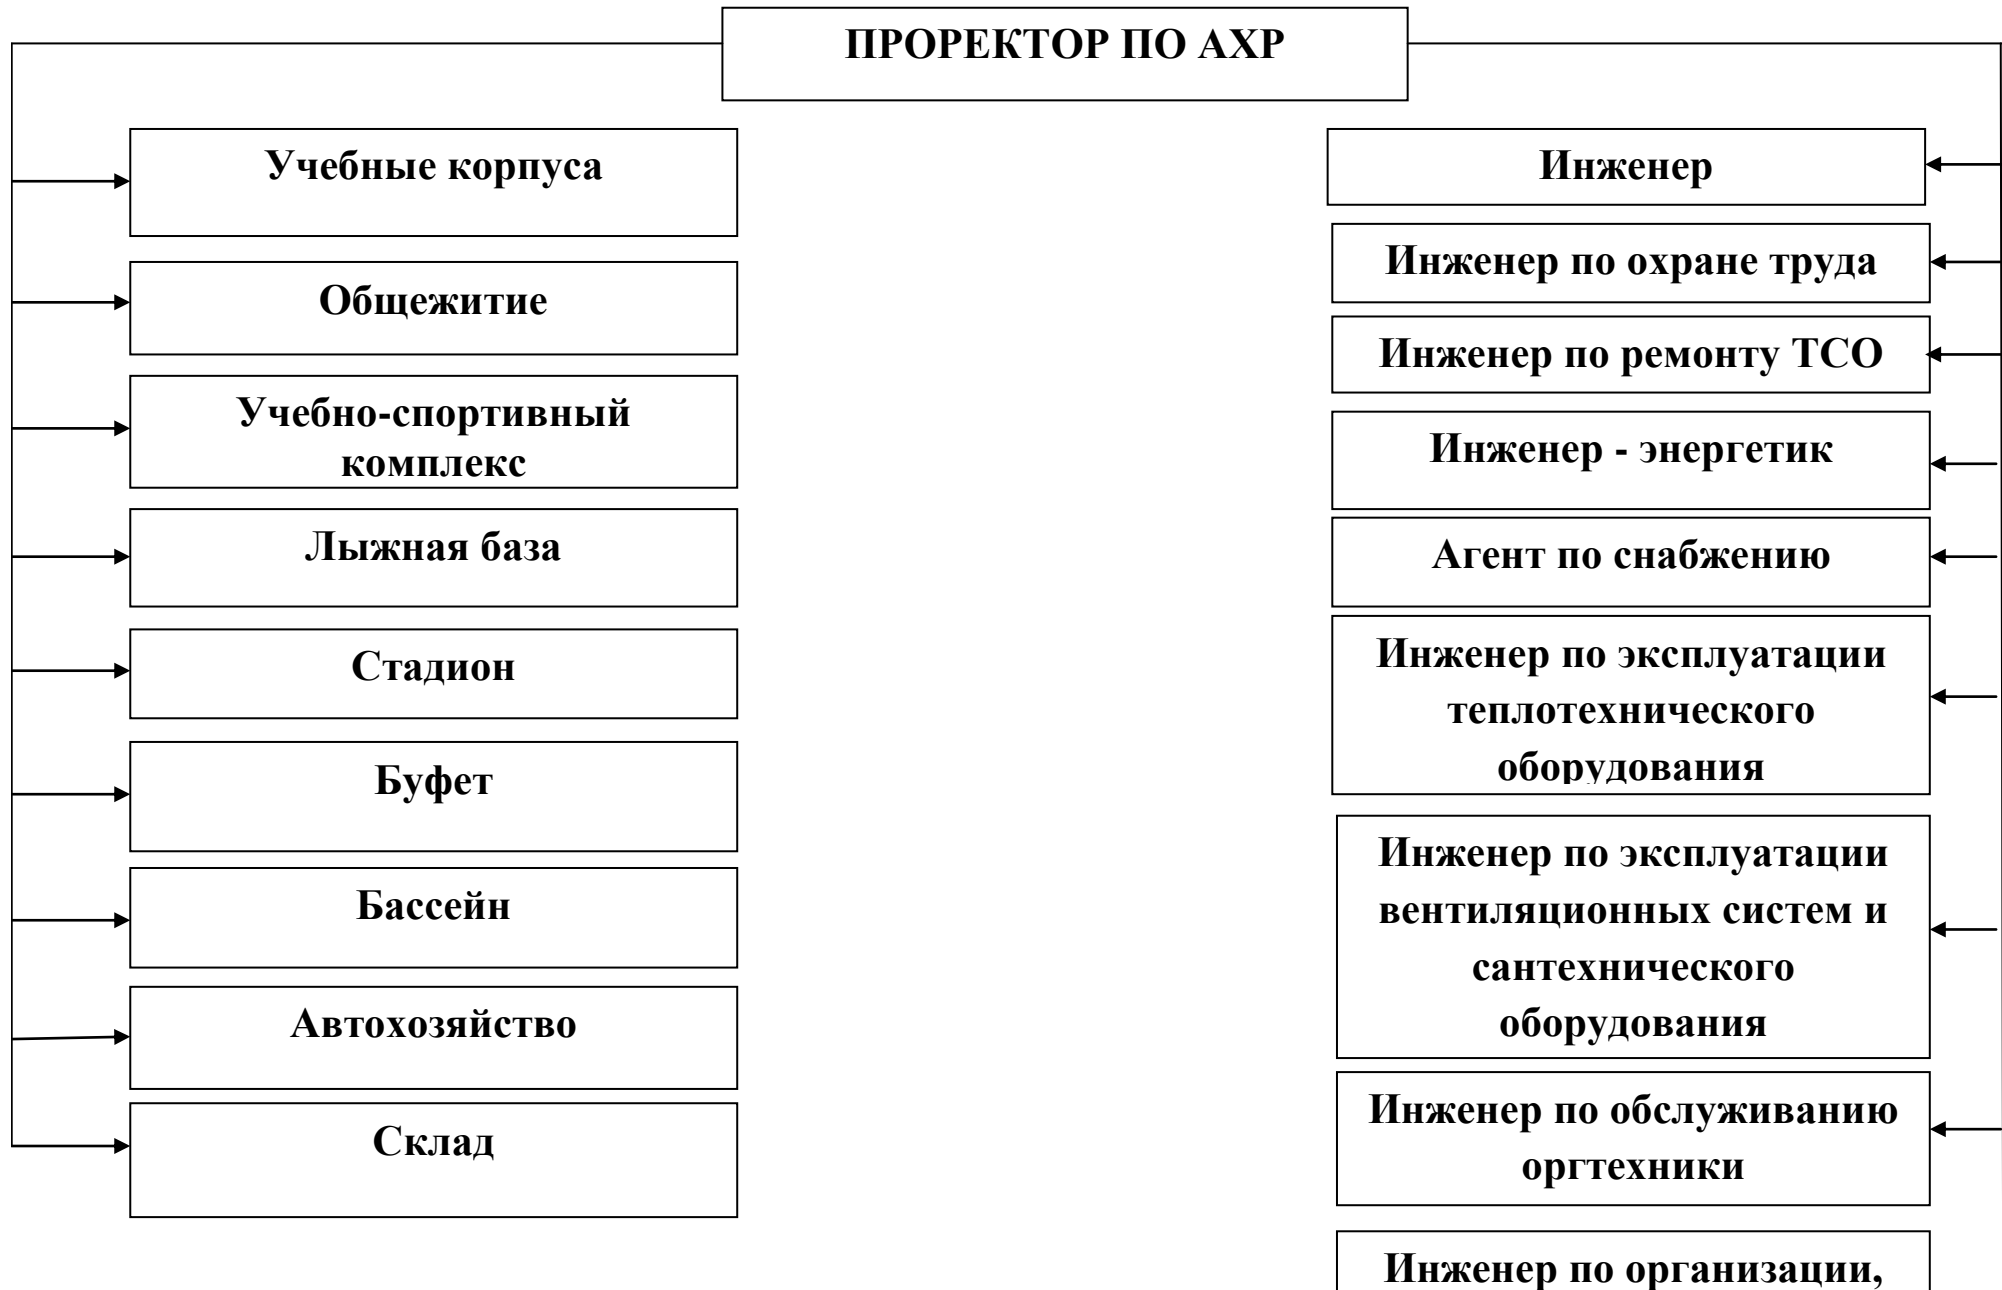 ПРОРЕКТОР ПО АХР
Учебные корпуса
Общежитие
Учебно-спортивный
комплекс
Лыжная база
Стадион
Буфет
Бассейн
Автохозяйство
Склад
Инженер
Инженер по охране труда
Инженер по ремонту ТСО
Инженер - энергетик
Агент по снабжению
Инженер по эксплуатации
теплотехнического
оборудования
Инженер по эксплуатации
вентиляционных систем и
сантехнического
оборудования
Инженер по обслуживанию
оргтехники
Инженер по организации,